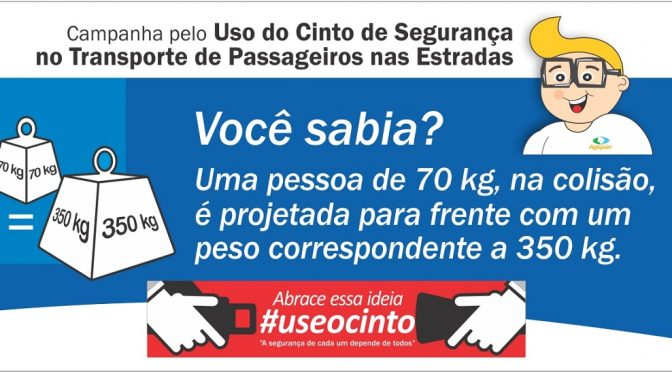 Campanha pelo Uso do Cinto de Segurança
no Transporte de Passageiros nas Estradas
Agepan
Você sabia?
70 kg 70 kg
Uma pessoa de 70 kg, na colisão,
é projetada para frente com um
peso correspondente a 350 kg.
=
350 kg 350 kg
Abrace essa ideia
#useocinto
"A segurança de cada um depende de todos"